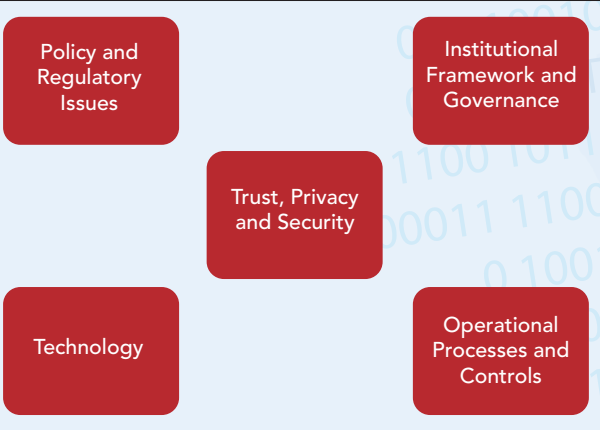 Policy and
Regulatory
Issues
Institutional
Framework and
Governance
Trust, Privacy
and Security
Technology
Operational
Processes and
Controls